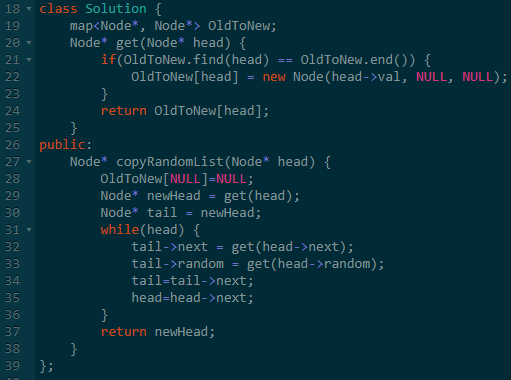 18 class Solution {
19     map<Node*, Node*> OldToNew;
20     Node* get(Node* head) {
21         if(OldToNew.find(head) == OldToNew.end()) {
22             OldToNew[head] = new Node(head->val, NULL, NULL);
23         }
24         return OldToNew[head];
25     }
26 public:
27     Node* copyRandomList(Node* head) {
28         OldToNew[NULL]=NULL;
29         Node* newHead = get(head);
30         Node* tail = newHead;
31         while(head) {
32             tail->next = get(head->next);
33             tail->random = get(head->random);
34             tail=tail->next;
35             head=head->next;
36         }
37         return newHead;
38     }
39 };